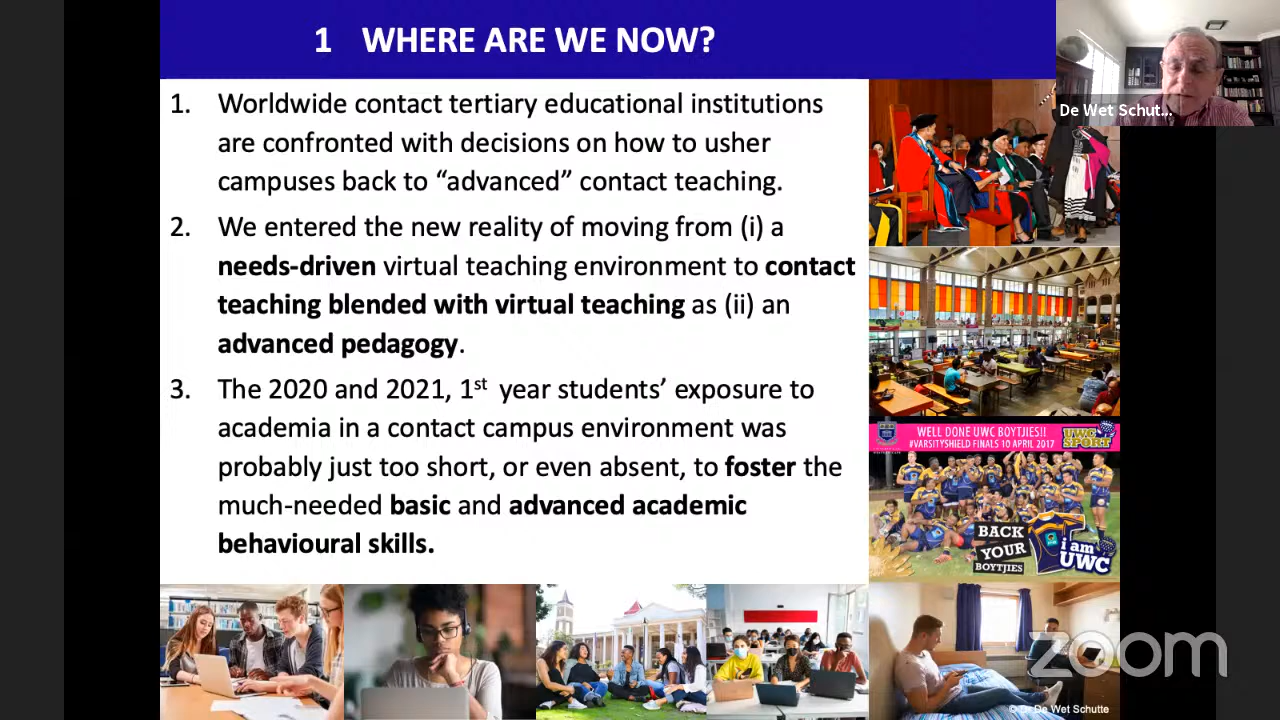 1 WHERE ARE WE NOW?
De Wet Schut...
1. Worldwide contact tertiary educational institutions
are confronted with decisions on how to usher
campuses back to “advanced” contact teaching.
2. We entered the new reality of moving from (i) a
needs-driven virtual teaching environment to contact
teaching blended with virtual teaching as (ii) an
advanced pedagogy.
3. The 2020 and 2021, 1st year students’ exposure to
academia in a contact campus environment was
probably just too short, or even absent, to foster the
much-needed basic and advanced academic
behavioural skills.
WELL DONE UWC BOYTJIES!!
#VARSITYSHIELD FINALS 10 APRIL 2017
UWC
SPORT
BACK
YOUR
BOYTJIES
i am
UWC
zoom
© Dr De Wet Schutte